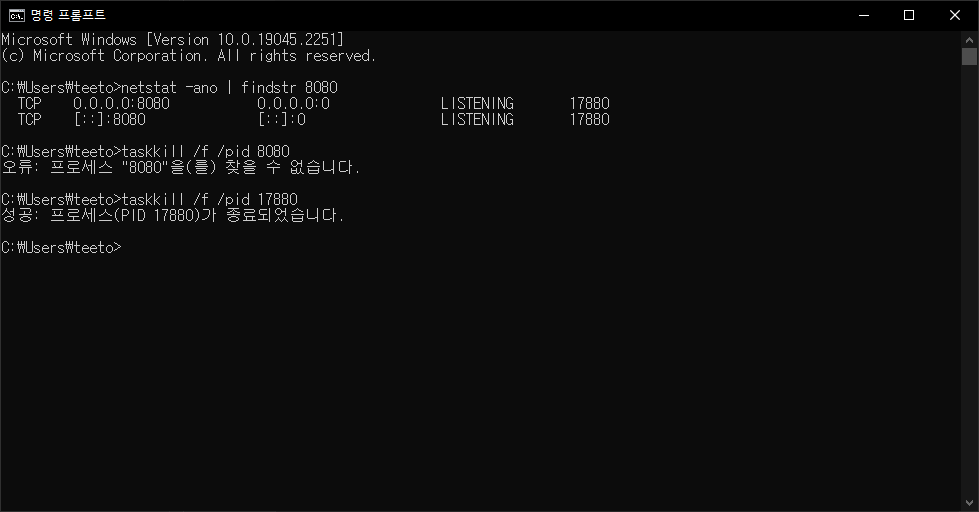 명령 프롬프트
Microsoft Windows [Version 10.0.19045.2251]
(c) Microsoft Corporation. All rights reserved.
C:₩Users₩teeto>netstat -ano | findstr 8080
TCP 0.0.0.0:8080 0.0.0.0:0 LISTENING 17880
TCP [::]:8080 [::]:0 LISTENING 17880
C:₩Users₩teeto>taskkill /f /pid 8080
오류: 프로세스 "8080"을(를) 찾을 수 없습니다.
C:₩Users₩teeto>taskkill /f /pid 17880
성공: 프로세스(PID 17880)가 종료되었습니다.
C:₩Users₩teeto>